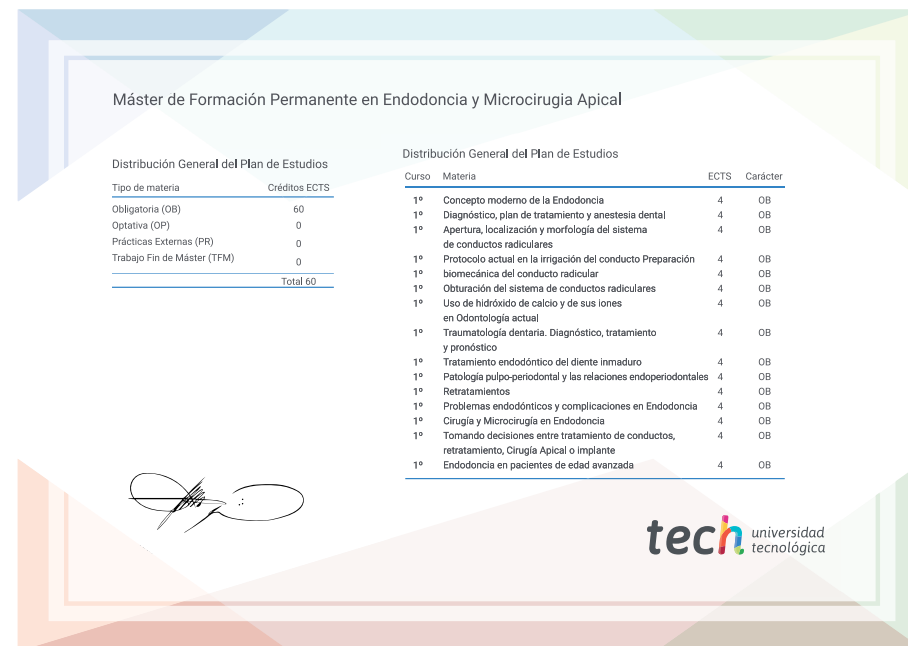 Máster de Formación Permanente en Endodoncia y Microcirugia Apical
Distribución General del Plan de Estudios
Tipo de materia Créditos ECTS
Obligatoria (OB) 60
Optativa (OP) 0
Prácticas Externas (PR) 0
Trabajo Fin de Máster (TFM) 0
Total 60
Distribución General del Plan de Estudios
Curso Materia ECTS Carácter
1º Concepto moderno de la Endodoncia 4 OB
1º Diagnóstico, plan de tratamiento y anestesia dental 4 OB
1º Apertura, localización y morfología del sistema 4 OB
de conductos radiculares
1º Protocolo actual en la irrigación del conducto Preparación 4 OB
1º biomecánica del conducto radicular 4 OB
1º Obturación del sistema de conductos radiculares 4 OB
1º Uso de hidróxido de calcio y de sus iones 4 OB
en Odontología actual
1º Traumatología dentaria. Diagnóstico, tratamiento 4 OB
y pronóstico
1º Tratamiento endodóntico del diente inmaduro 4 OB
1º Patología pulpo-periodontal y las relaciones endoperiodontales 4 OB
1º Retratamientos 4 OB
1º Problemas endodónticos y complicaciones en Endodoncia 4 OB
1º Cirugía y Microcirugía en Endodoncia 4 OB
1º Tomando decisiones entre tratamiento de conductos, 4 OB
retratamiento, Cirugía Apical o implante
1º Endodoncia en pacientes de edad avanzada 4 OB
tech universidad
tecnológica